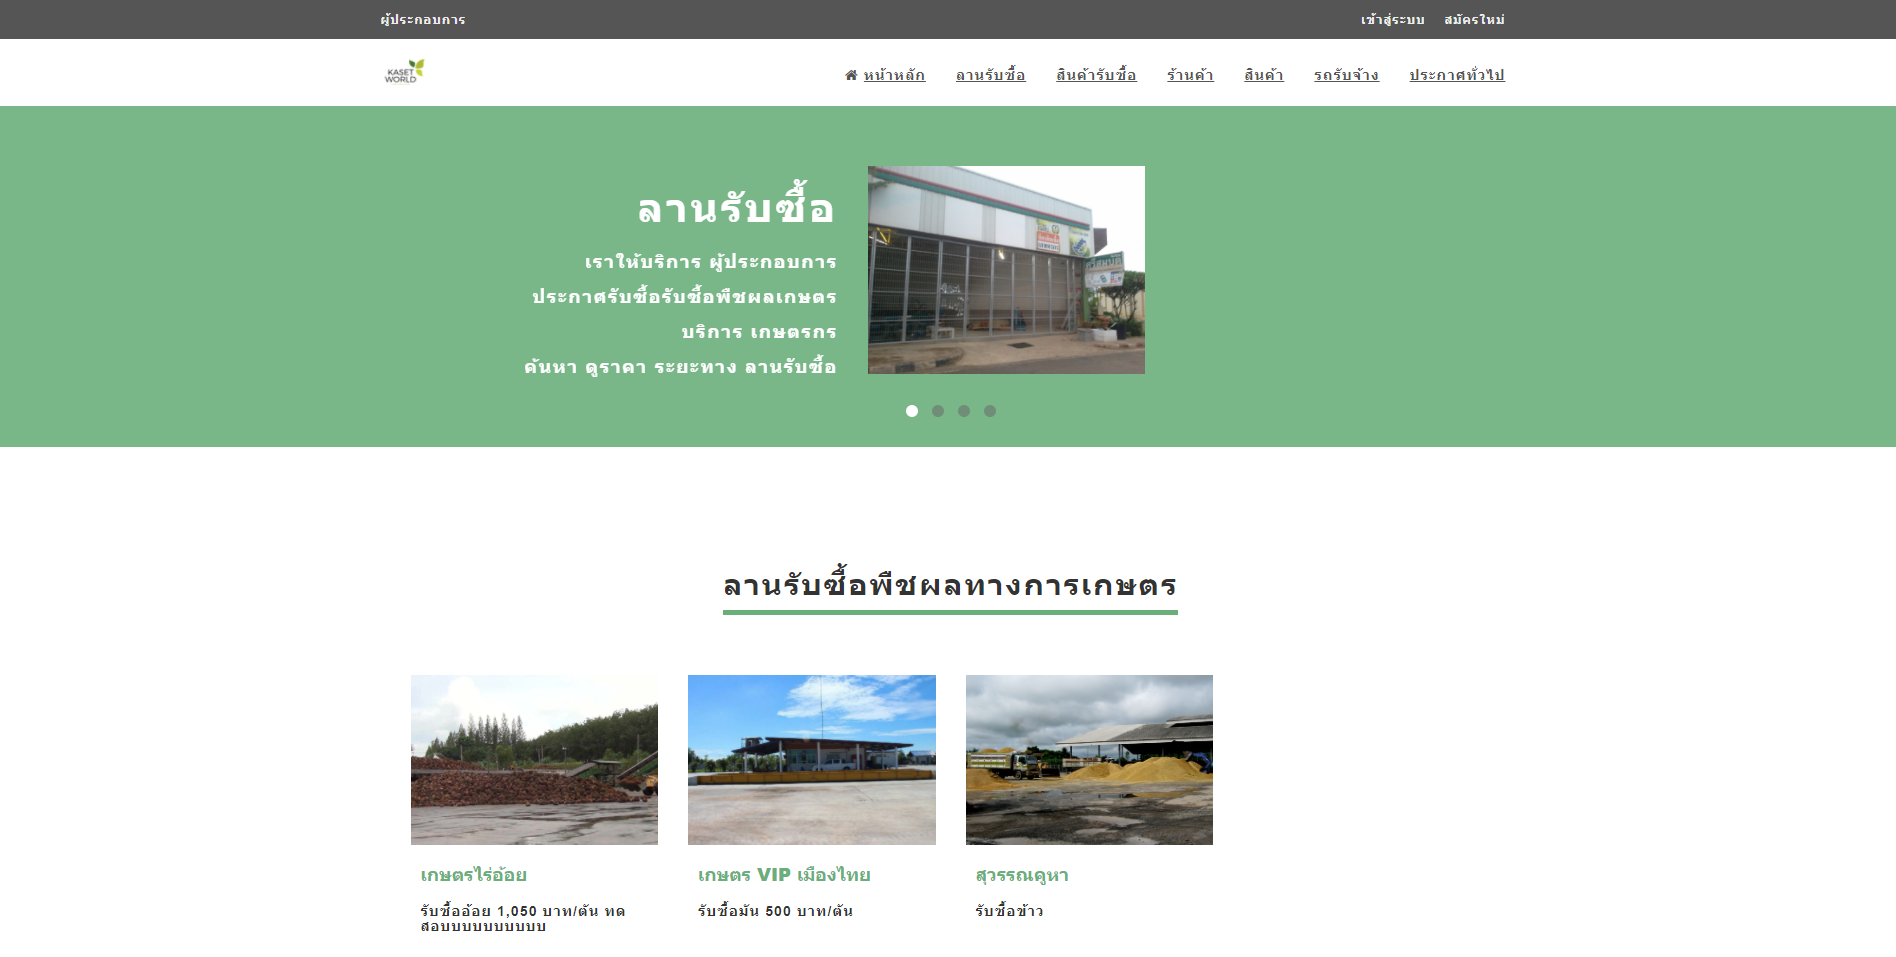 ผู้ประกอบการ
เข้าสู่ระบบ สมัครใหม่
KASET
WORLD
หน้าหลัก ลานรับซื้อ สินค้ารับซื้อ ร้านค้า สินค้า รถรับจ้าง ประกาศทั่วไป
ลานรับซื้อ
เราให้บริการ ผู้ประกอบการ
ประกาศรับซื้อรับซื้อพืชผลเกษตร
บริการ เกษตรกร
ค้นหา ดูราคา ระยะทาง ลานรับซื้อ
ลานรับซื้อพืชผลทางการเกษตร
เกษตรไร่อ้อย
รับซื้ออ้อย 1,050 บาท/ตัน ทด
สอบบบบบบบบบบ
เกษตร VIP เมืองไทย
รับซื้อมัน 500 บาท/ตัน
สุวรรณคูหา
รับซื้อข้าว